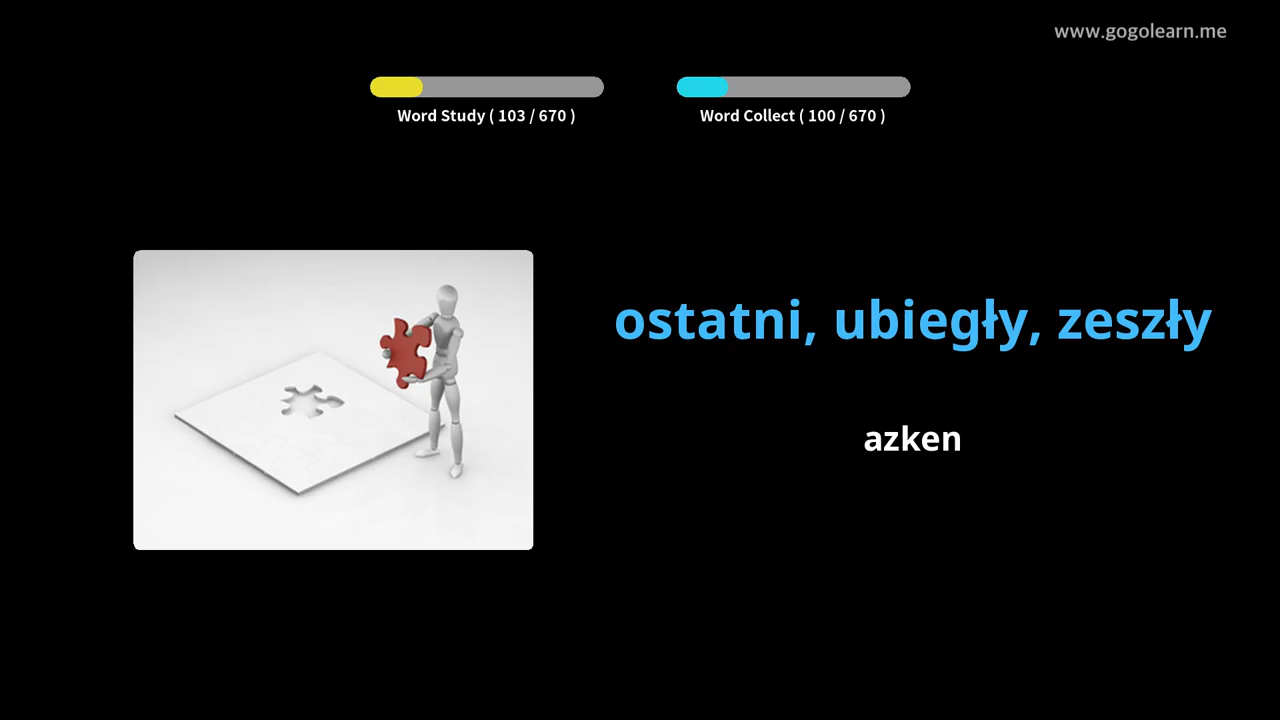 www.gogolearn.me
Word Study ( 103 / 670 )
Word Collect ( 100 / 670 )
ostatni, ubiegły, zeszły
azken